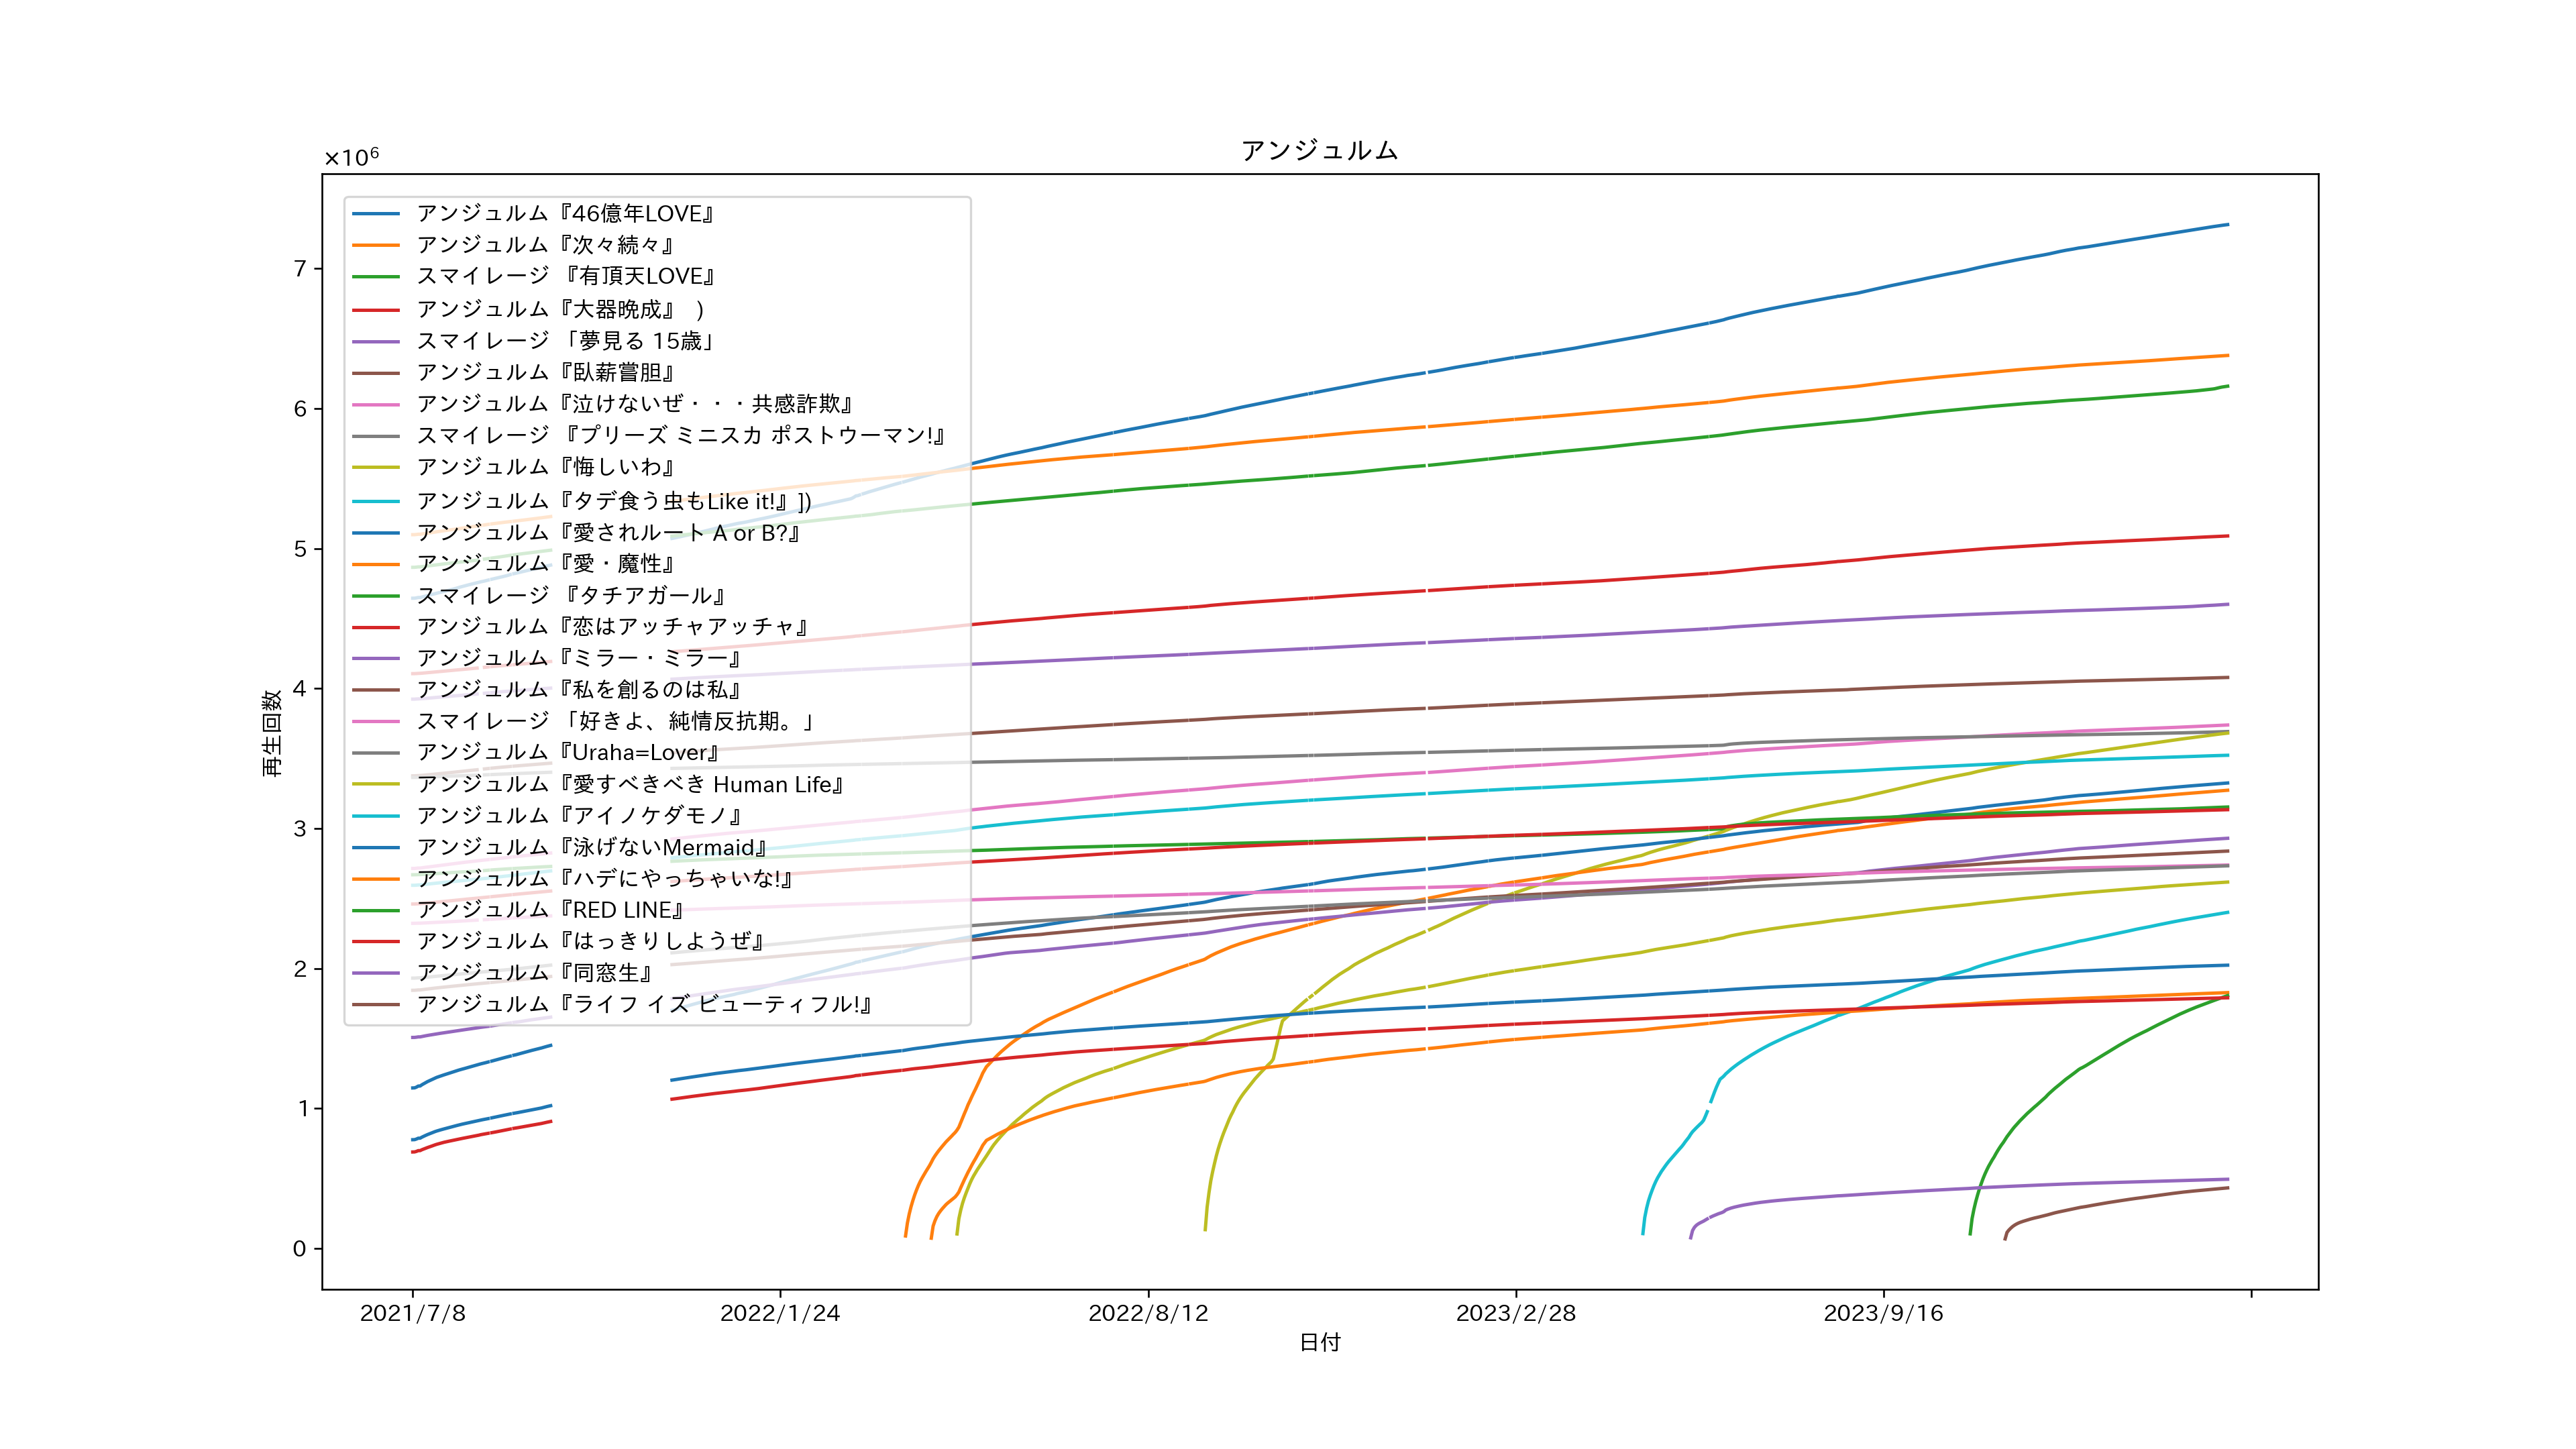 アンジュルム
×10⁶
アンジュルム『46億年LOVE』
アンジュルム『次々続々』
スマイレージ 『有頂天LOVE』
アンジュルム『大器晩成』 )
スマイレージ 「夢見る 15歳」
アンジュルム『臥薪嘗胆』
アンジュルム『泣けないぜ・・・共感詐欺』
スマイレージ 『プリーズ ミニスカ ポストウーマン!』
アンジュルム『悔しいわ』
アンジュルム『タデ食う虫もLike it!』])
アンジュルム『愛されルート A or B?』
アンジュルム『愛・魔性』
スマイレージ 『タチアガール』
アンジュルム『恋はアッチャアッチャ』
アンジュルム『ミラー・ミラー』
アンジュルム『私を創るのは私』
スマイレージ 「好きよ、純情反抗期。」
アンジュルム『Uraha=Lover』
アンジュルム『愛すべきべき Human Life』
アンジュルム『アイノケダモノ』
アンジュルム『泳げないMermaid』
アンジュルム『ハデにやっちゃいな!』
アンジュルム『RED LINE』
アンジュルム『はっきりしようぜ』
アンジュルム『同窓生』
アンジュルム『ライフ イズ ビューティフル!』
再生回数
7
6
5
4
3
2
1
0
2021/7/8
2022/1/24
2022/8/12
2023/2/28
2023/9/16
日付